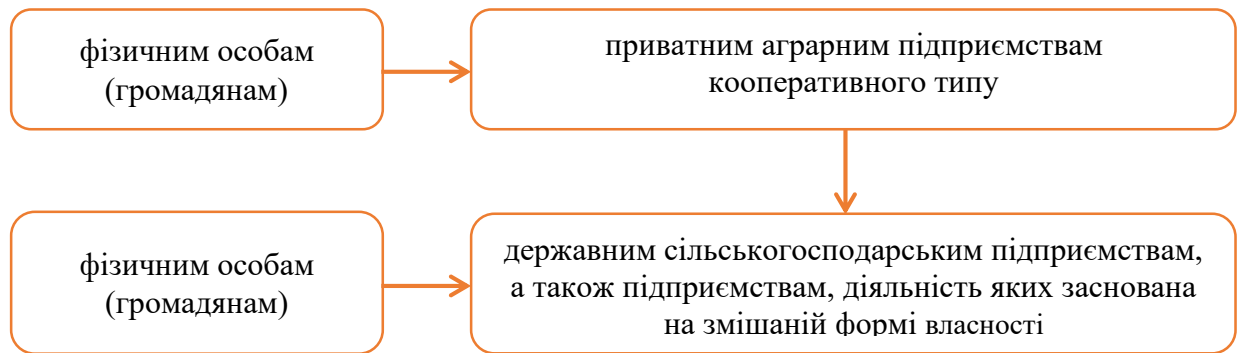 фізичним особам
(громадянам)
приватним аграрним підприємствам
кооперативного типу
фізичним особам
(громадянам)
державним сільськогосподарським підприємствам,
а також підприємствам, діяльність яких заснована
на змішаній формі власності